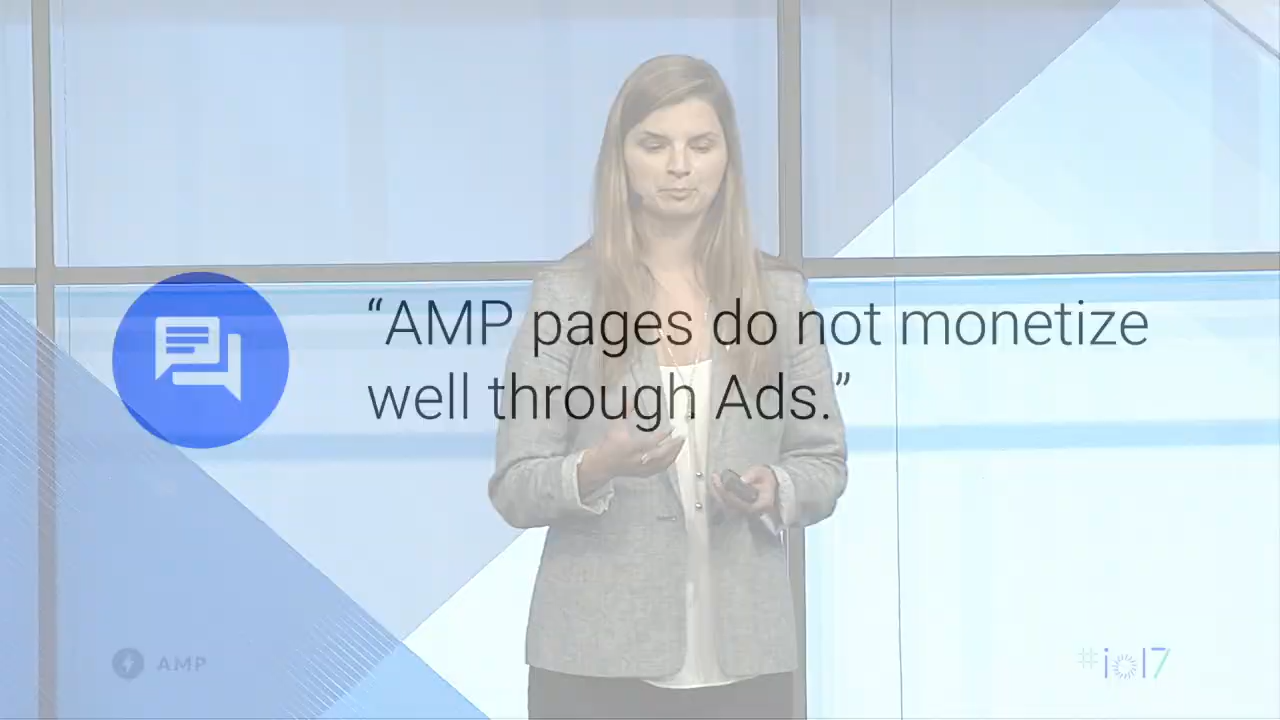 “AMP pages do not monetize
well through Ads.”
AMP
#io17